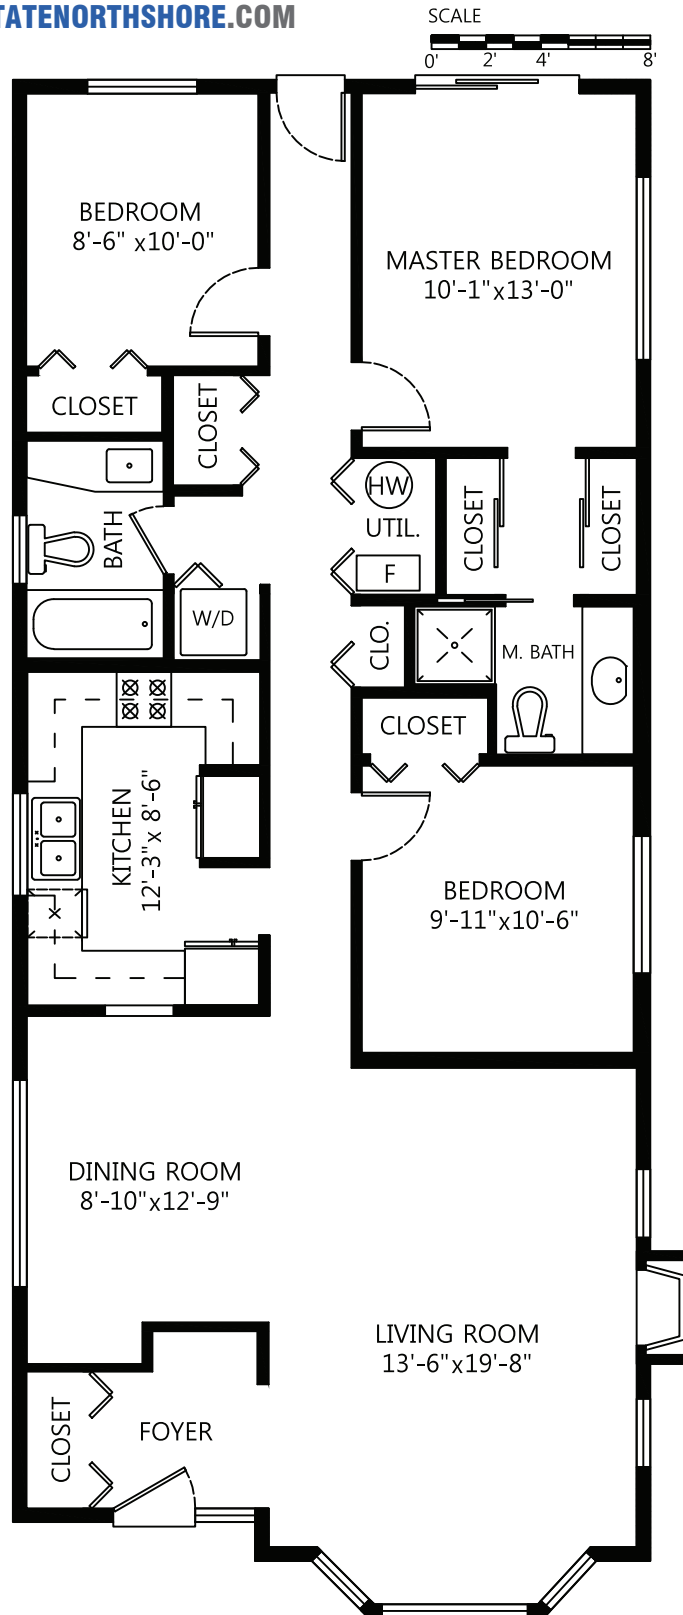 TATENORTHSHORE.COM
SCALE
0' 2' 4' 8'
BEDROOM
8'-6" x10'-0"
MASTER BEDROOM
10'-1"x13'-0"
CLOSET
CLOSET
HW
UTIL.
F
CLOSET
CLOSET
BATH
W/D
CLO.
M. BATH
CLOSET
KITCHEN
12'-3"x 8'-6"
BEDROOM
9'-11"x10'-6"
DINING ROOM
8'-10"x12'-9"
LIVING ROOM
13'-6"x19'-8"
CLOSET
FOYER